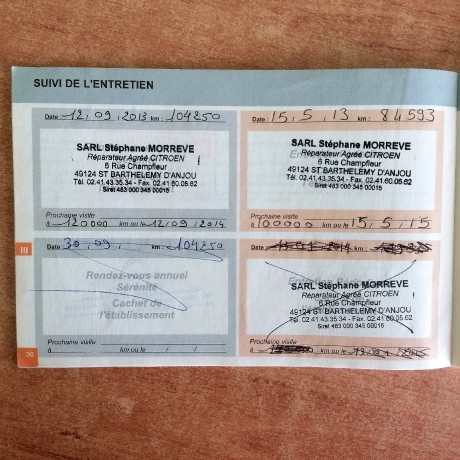 SUIVI DE L'ENTRETIEN
Date : 12 / 09 / 2013 km : 104250
SARL Stéphane MORREVE
Réparateur Agréé CITROEN
6 Rue Champfleur
49124 ST BARTHELEMY D'ANJOU
Tél. 02.41.43.35.34 - Fax. 02.41.60.05.62
Siret 483 000 345 00015
Prochaine visite
à 120000 km ou le 12 / 09 / 2014
Date : 15 / 5 / 13 km : 84593
SARL Stéphane MORREVE
Réparateur Agréé CITROEN
6 Rue Champfleur
49124 ST BARTHELEMY D'ANJOU
Tél. 02.41.43.35.34 - Fax. 02.41.60.05.62
Siret 483 000 345 00015
Prochaine visite
à 100000 km ou le 15 / 5 / 15
Date 30 / 09 / km : 104250
Rendez-vous annuel
Sérénité
Cachet de
l'établissement
Prochaine visite
à km ou le / /
Date km :
SARL Stéphane MORREVE
Réparateur Agréé CITROEN
6 Rue Champfleur
49124 ST BARTHELEMY D'ANJOU
Tél. 02.41.43.35.34 - Fax. 02.41.60.05.62
Siret 483 000 345 00015
Prochaine visite
à km ou le
III
30